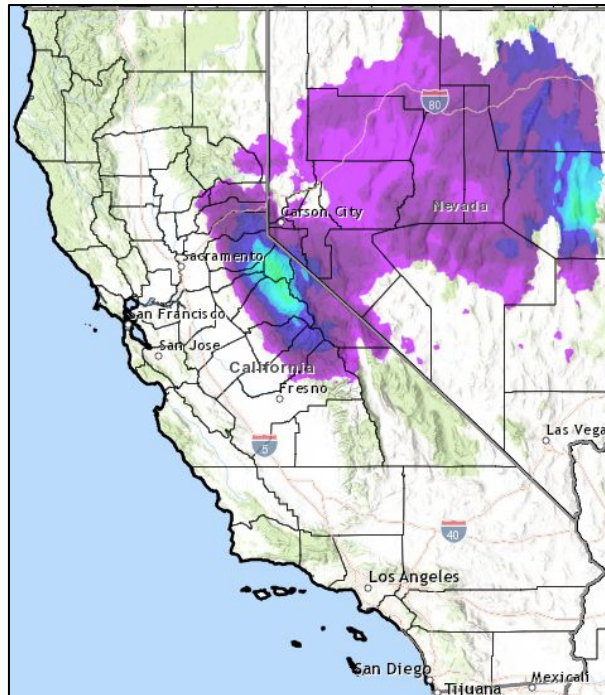 80
Carson City
Nevada
Sacramento
San Francisco
San Jose
California
Fresno
5
Las Vega
40
Los Angeles
San Diego
Tijuana
Mexicali